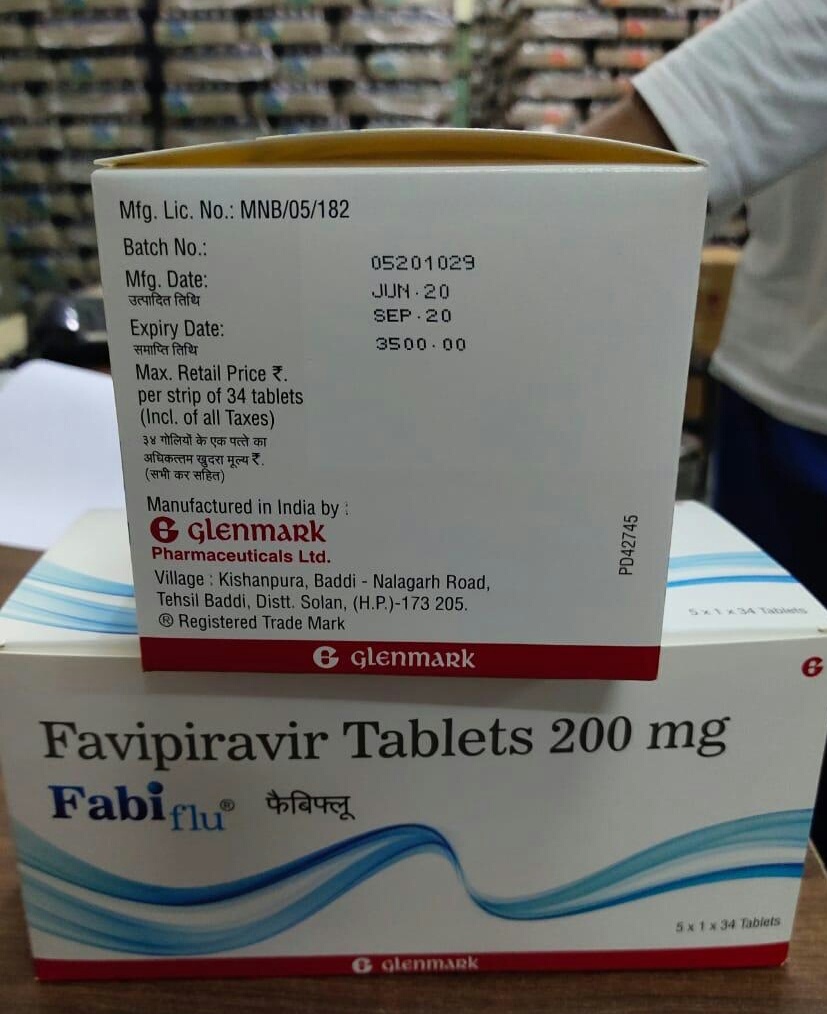 Mfg. Lic. No.: MNB/05/182
Batch No.: 05201029
Mfg. Date: JUN.20
उत्पादित तिथि
Expiry Date: SEP.20
समाप्ति तिथि
3500.00
Max. Retail Price ₹.
per strip of 34 tablets
(Incl. of all Taxes)
३४ गोलियों के एक पत्ते का
अधिकत्तम खुदरा मूल्य ₹.
(सभी कर सहित)
Manufactured in India by :
glenmark
Pharmaceuticals Ltd.
Village : Kishanpura, Baddi - Nalagarh Road,
Tehsil Baddi, Distt. Solan, (H.P.)-173 205.
® Registered Trade Mark
PD42745
glenmark
5 x 1 x 34 Tablets
Favipiravir Tablets 200 mg
Fabiflu® फैबिफ्लू
5 x 1 x 34 Tablets
glenmark